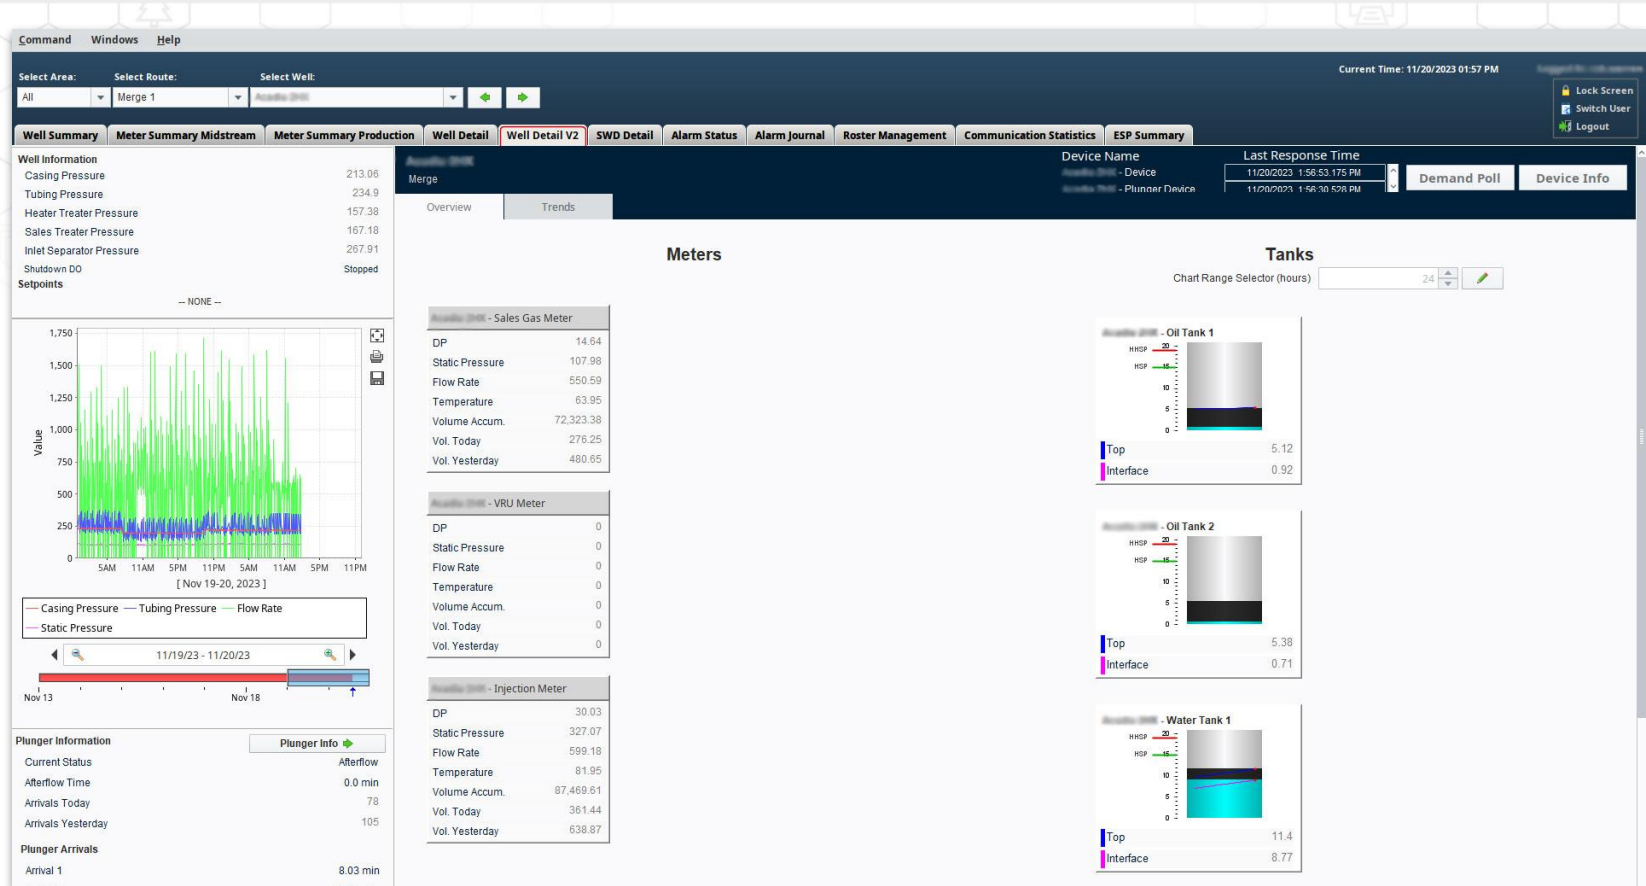 Command Windows Help
Current Time: 11/20/2023 01:57 PM
Select Area: Select Route: Select Well:
All Merge 1
Lock Screen
Switch User
Logout
Well Summary Meter Summary Midstream Meter Summary Production Well Detail Well Detail V2 SWD Detail Alarm Status Alarm Journal Roster Management Communication Statistics ESP Summary
Well Information
Casing Pressure 213.06
Tubing Pressure 234.9
Heater Treater Pressure 157.38
Sales Treater Pressure 167.18
Inlet Separator Pressure 267.91
Shutdown DO Stopped
Setpoints
-- NONE --
Merge
Device Name Last Response Time
- Device 11/20/2023 1:56:53.175 PM
- Plunger Device 11/20/2023 1:56:30.528 PM
Demand Poll Device Info
Overview Trends
1,750
1,500
1,250
1,000
750
500
250
0
Value
5AM 11AM 5PM 11PM 5AM 11AM 5PM 11PM
[ Nov 19-20, 2023 ]
Casing Pressure Tubing Pressure Flow Rate
Static Pressure
11/19/23 - 11/20/23
Nov 13 Nov 18
Plunger Information Plunger Info
Current Status Afterflow
Afterflow Time 0.0 min
Arrivals Today 78
Arrivals Yesterday 105
Plunger Arrivals
Arrival 1 8.03 min
Meters
- Sales Gas Meter
DP 14.64
Static Pressure 107.98
Flow Rate 550.59
Temperature 63.95
Volume Accum. 72,323.38
Vol. Today 276.25
Vol. Yesterday 480.65
- VRU Meter
DP 0
Static Pressure 0
Flow Rate 0
Temperature 0
Volume Accum. 0
Vol. Today 0
Vol. Yesterday 0
- Injection Meter
DP 30.03
Static Pressure 327.07
Flow Rate 599.18
Temperature 81.95
Volume Accum. 87,469.61
Vol. Today 361.44
Vol. Yesterday 638.87
Tanks
Chart Range Selector (hours) 24
- Oil Tank 1
HHSP 20
HSP 15
10
5
0
Top 5.12
Interface 0.92
- Oil Tank 2
HHSP 20
HSP 15
10
5
0
Top 5.38
Interface 0.71
- Water Tank 1
HHSP 20
HSP 15
10
5
0
Top 11.4
Interface 8.77